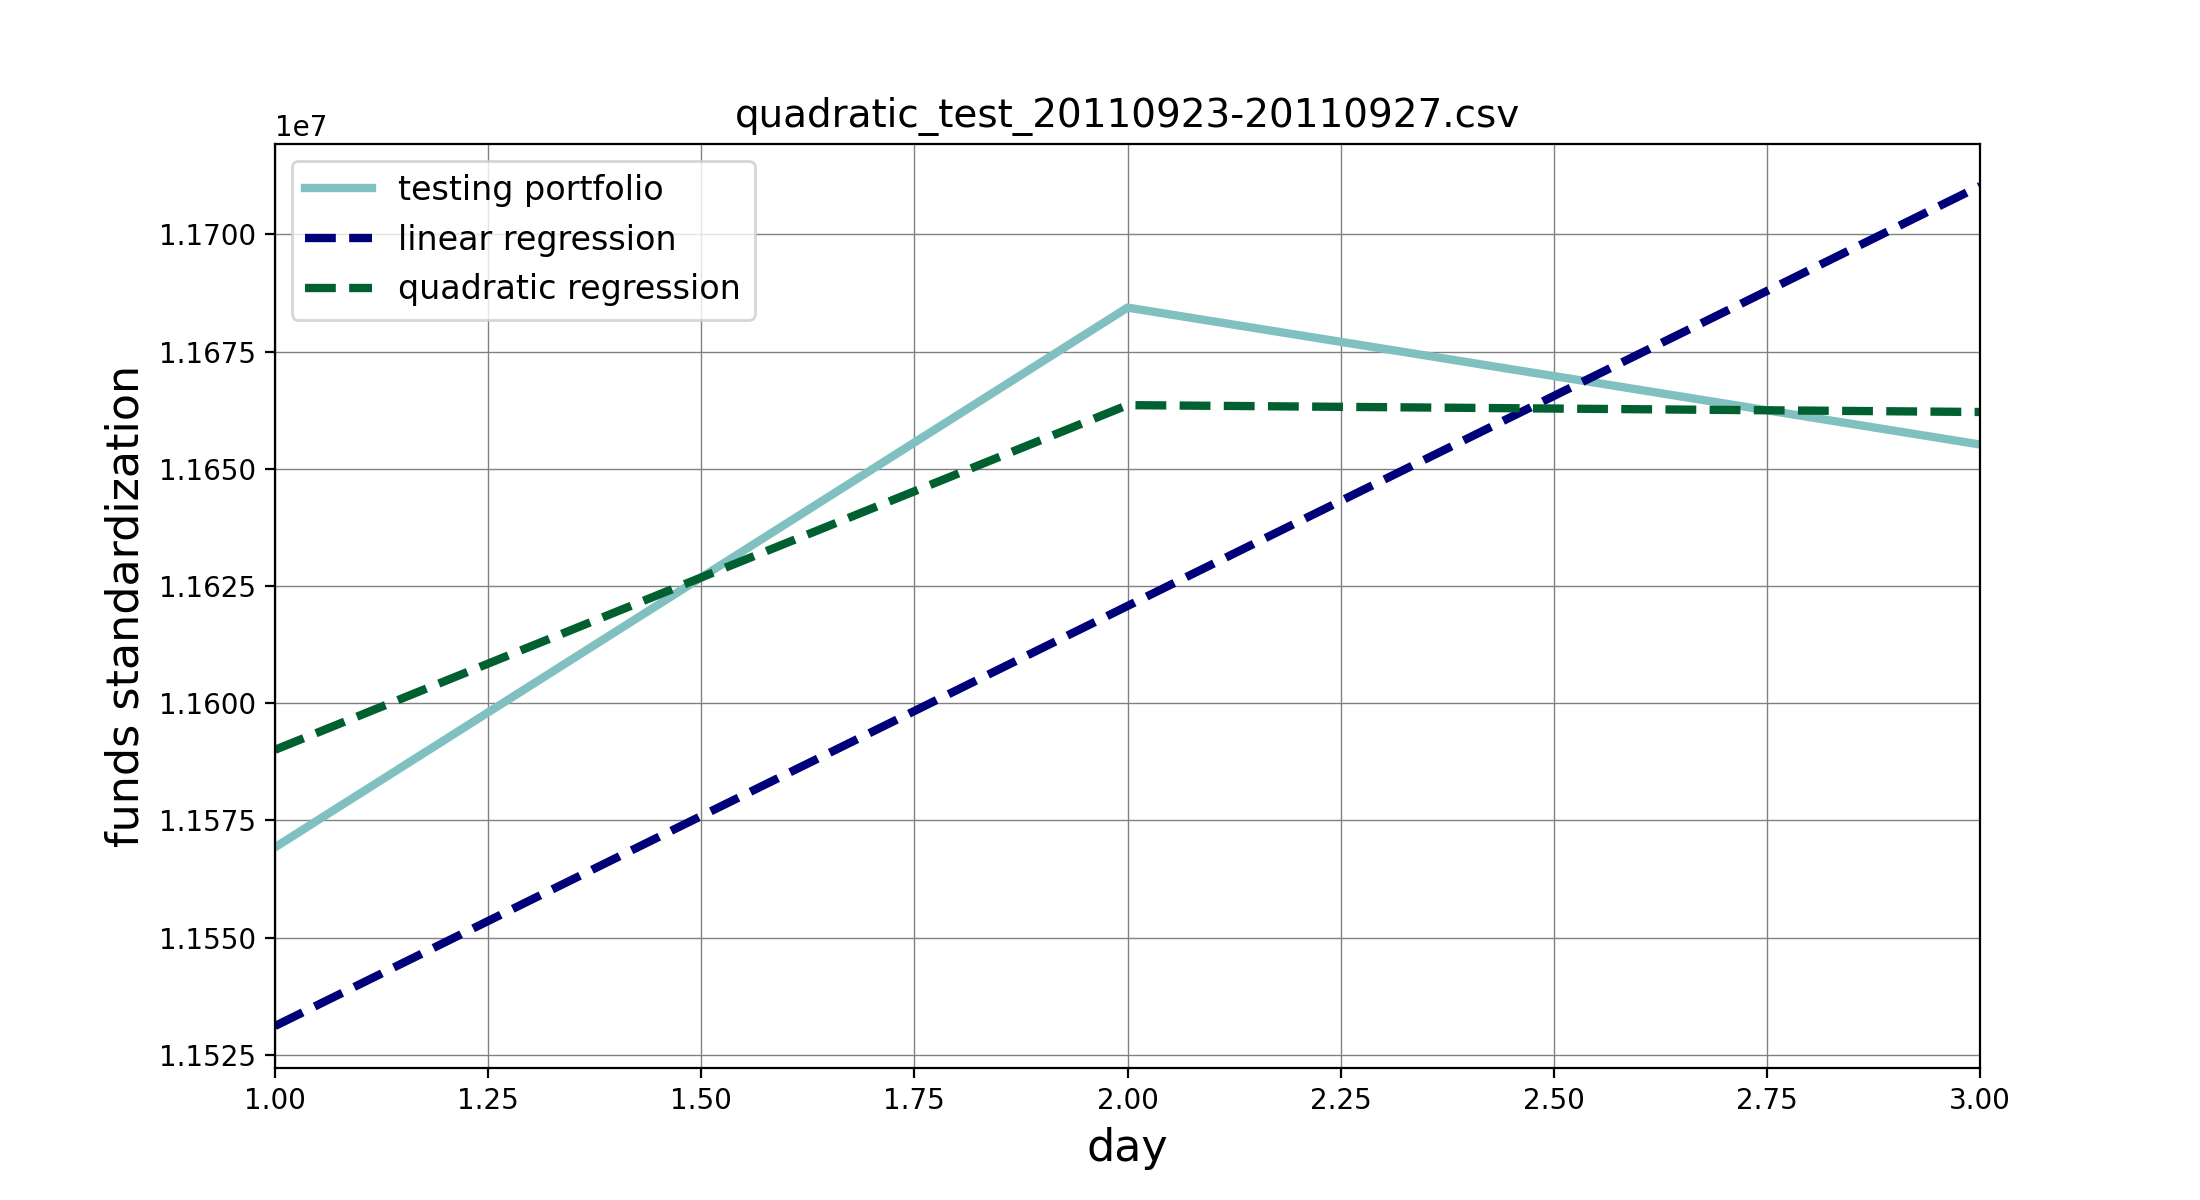 quadratic_test_20110923-20110927.csv
1e7
testing portfolio
linear regression
quadratic regression
funds standardization
1.1700
1.1675
1.1650
1.1625
1.1600
1.1575
1.1550
1.1525
1.00 1.25 1.50 1.75 2.00 2.25 2.50 2.75 3.00
day